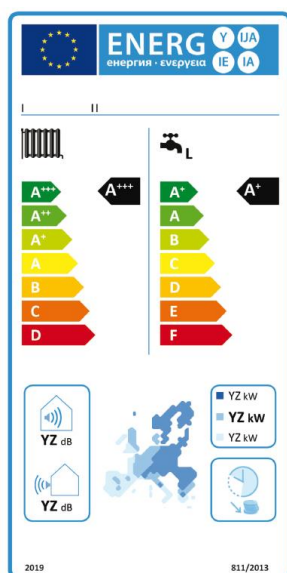 ENERG Y IJA
енергия · ενεργεια IE IA
I II
L
A+++ A+++
A++
A+
A
B
C
D
A+ A+
A
B
C
D
E
F
YZ dB
YZ dB
YZ kW
YZ kW
YZ kW
2019 811/2013